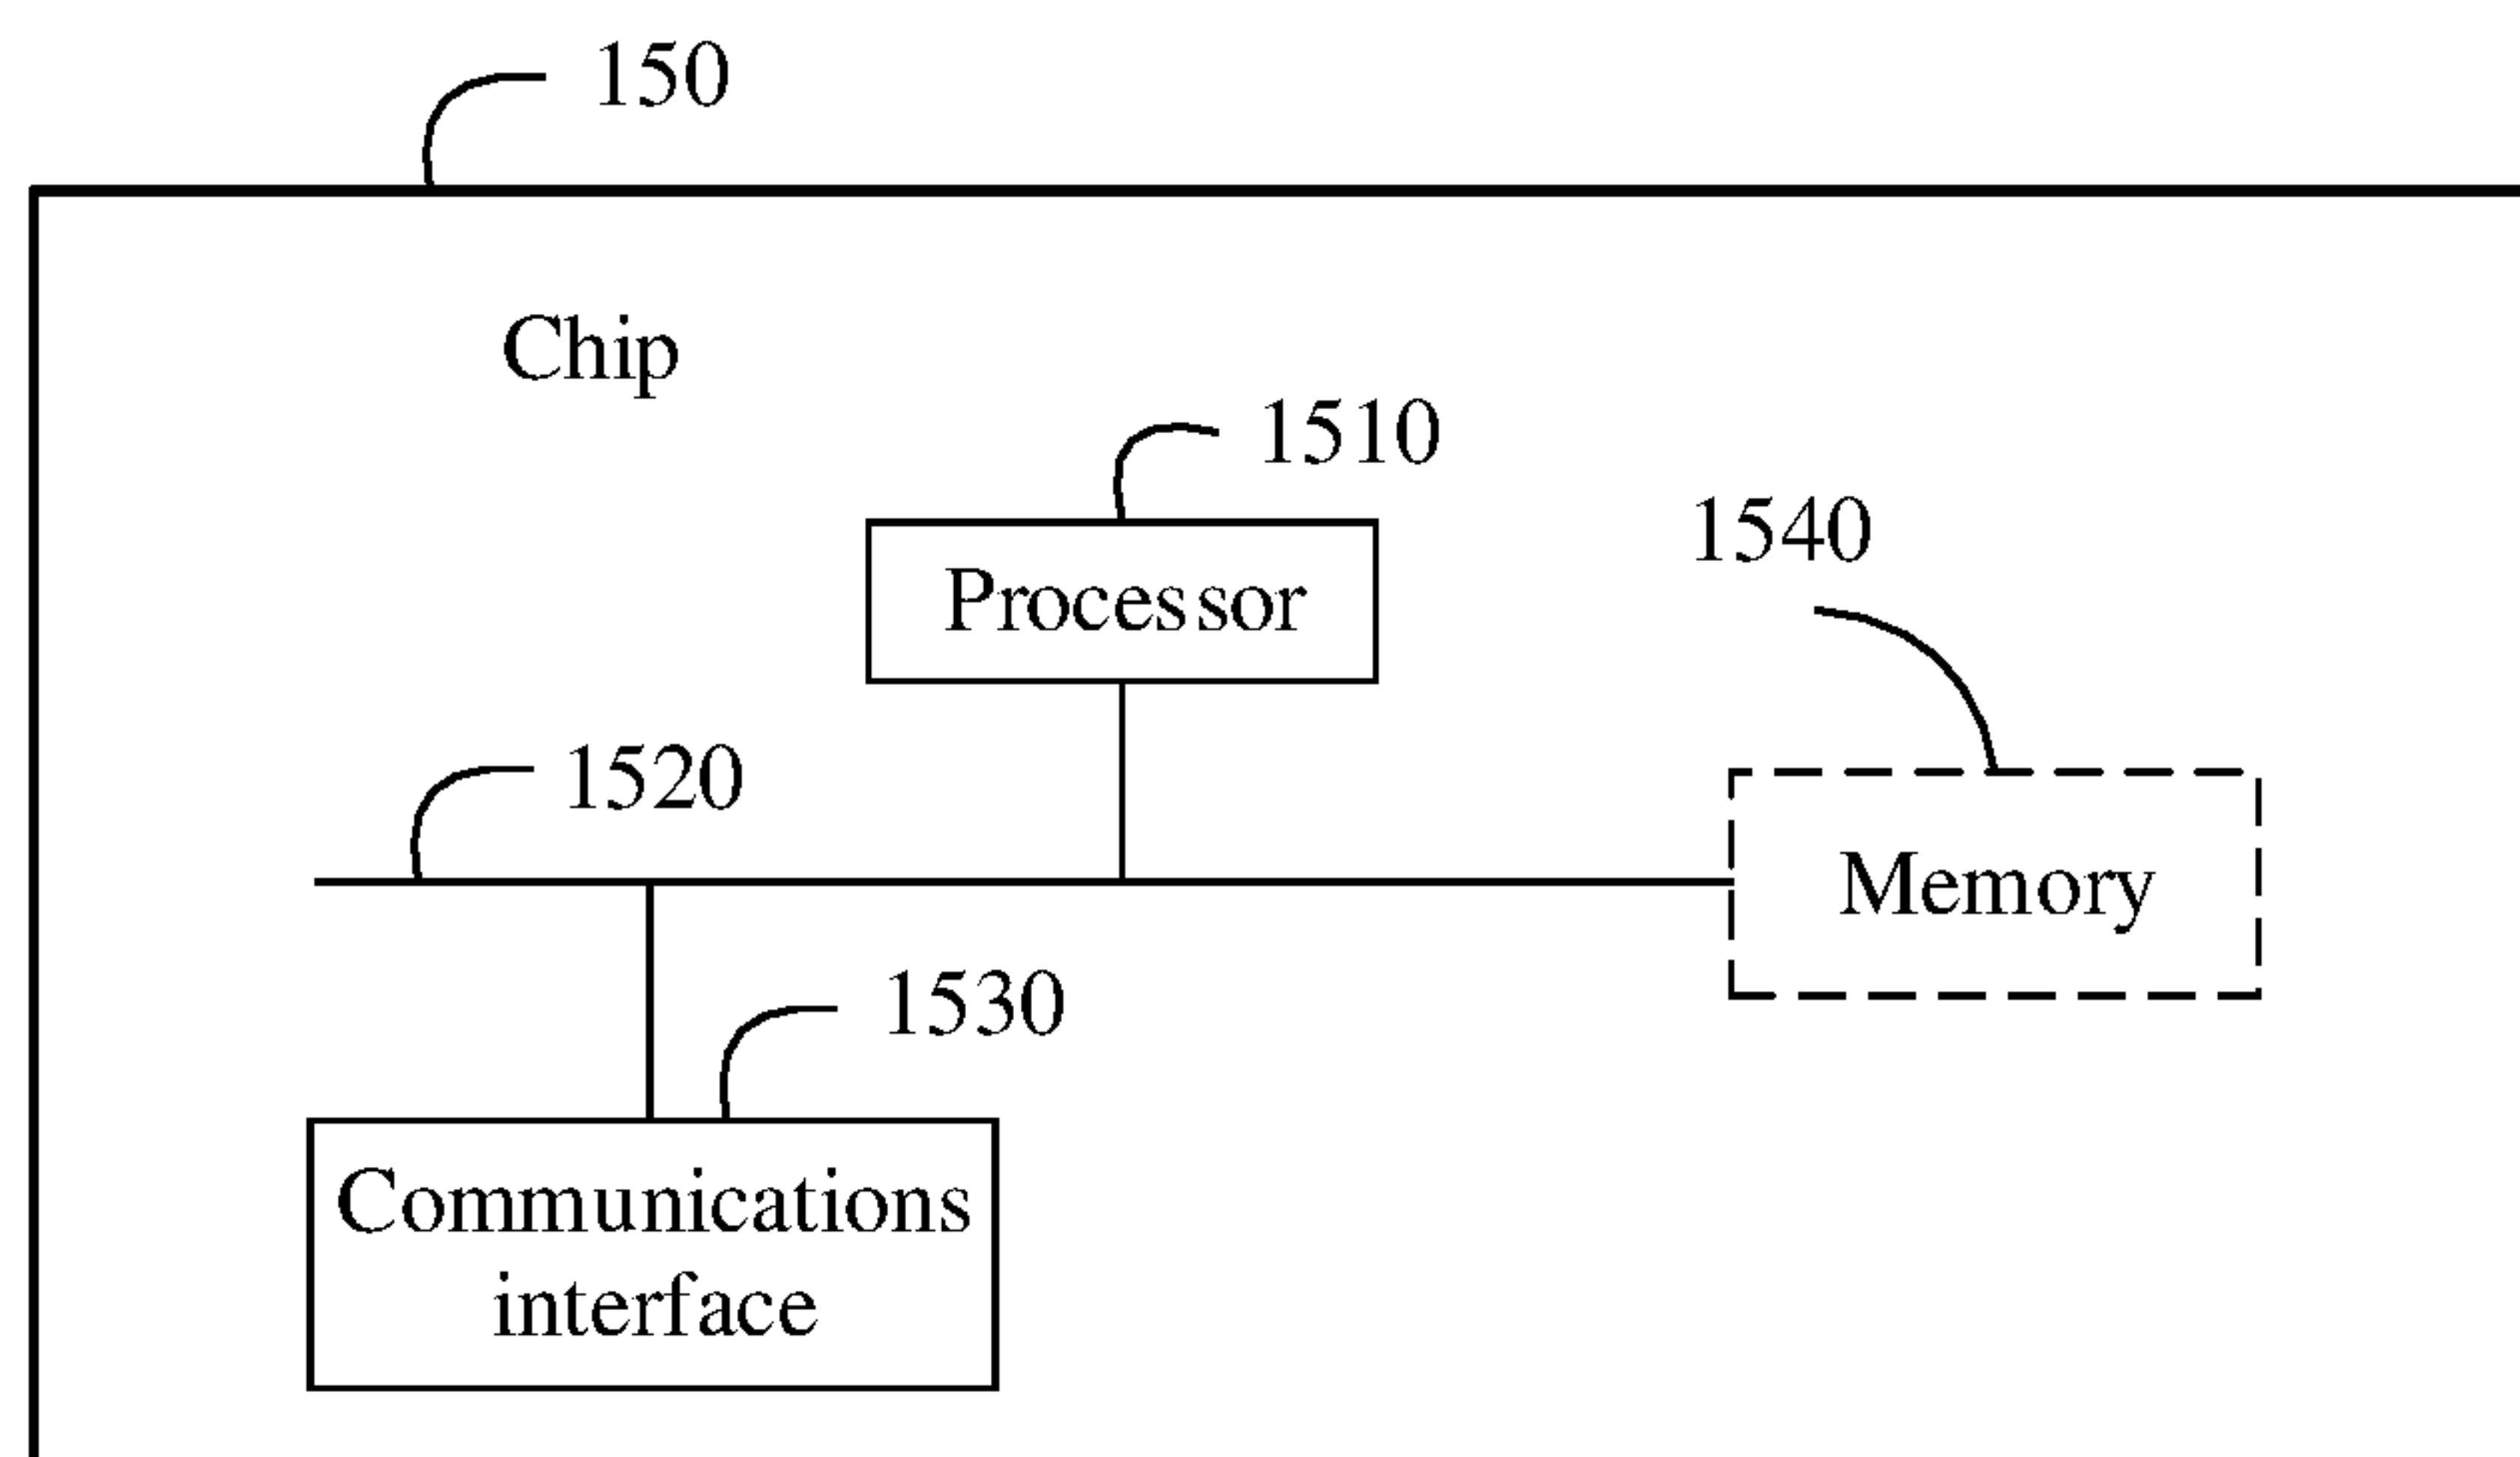 150
Chip
1510
Processor
1540
1520
Memory
1530
Communications
interface